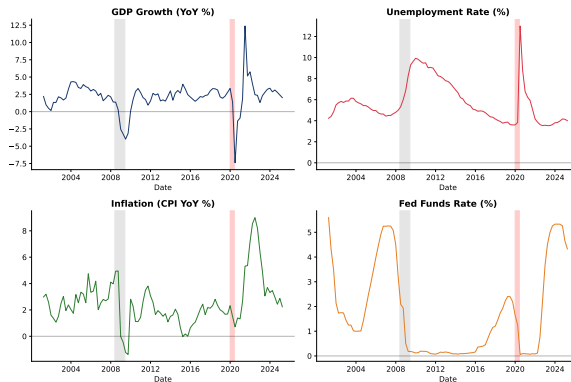 GDP Growth (YoY %)
12.5
10.0
7.5
5.0
2.5
0.0
−2.5
−5.0
−7.5
2004 2008 2012 2016 2020 2024
Date
Unemployment Rate (%)
12
10
8
6
4
2
0
2004 2008 2012 2016 2020 2024
Date
Inflation (CPI YoY %)
8
6
4
2
0
2004 2008 2012 2016 2020 2024
Date
Fed Funds Rate (%)
5
4
3
2
1
0
2004 2008 2012 2016 2020 2024
Date